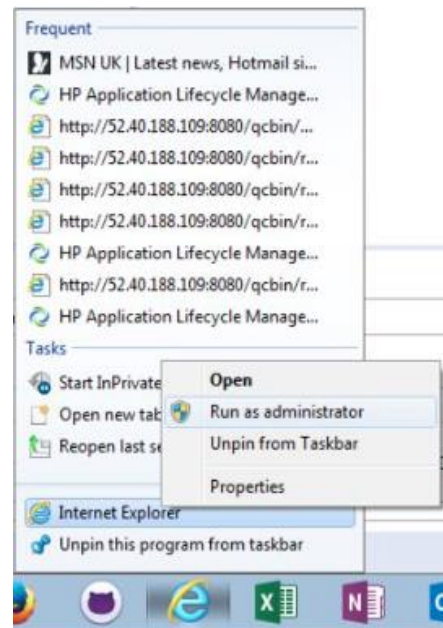 Frequent
MSN UK | Latest news, Hotmail si...
HP Application Lifecycle Manage...
http://52.40.188.109:8080/qcbin/...
http://52.40.188.109:8080/qcbin/r...
http://52.40.188.109:8080/qcbin/r...
http://52.40.188.109:8080/qcbin/r...
HP Application Lifecycle Manage...
http://52.40.188.109:8080/qcbin/r...
HP Application Lifecycle Manage...
Tasks
Start InPrivate
Open
Open new tab
Run as administrator
Reopen last se
Unpin from Taskbar
Properties
Internet Explorer
Unpin this program from taskbar